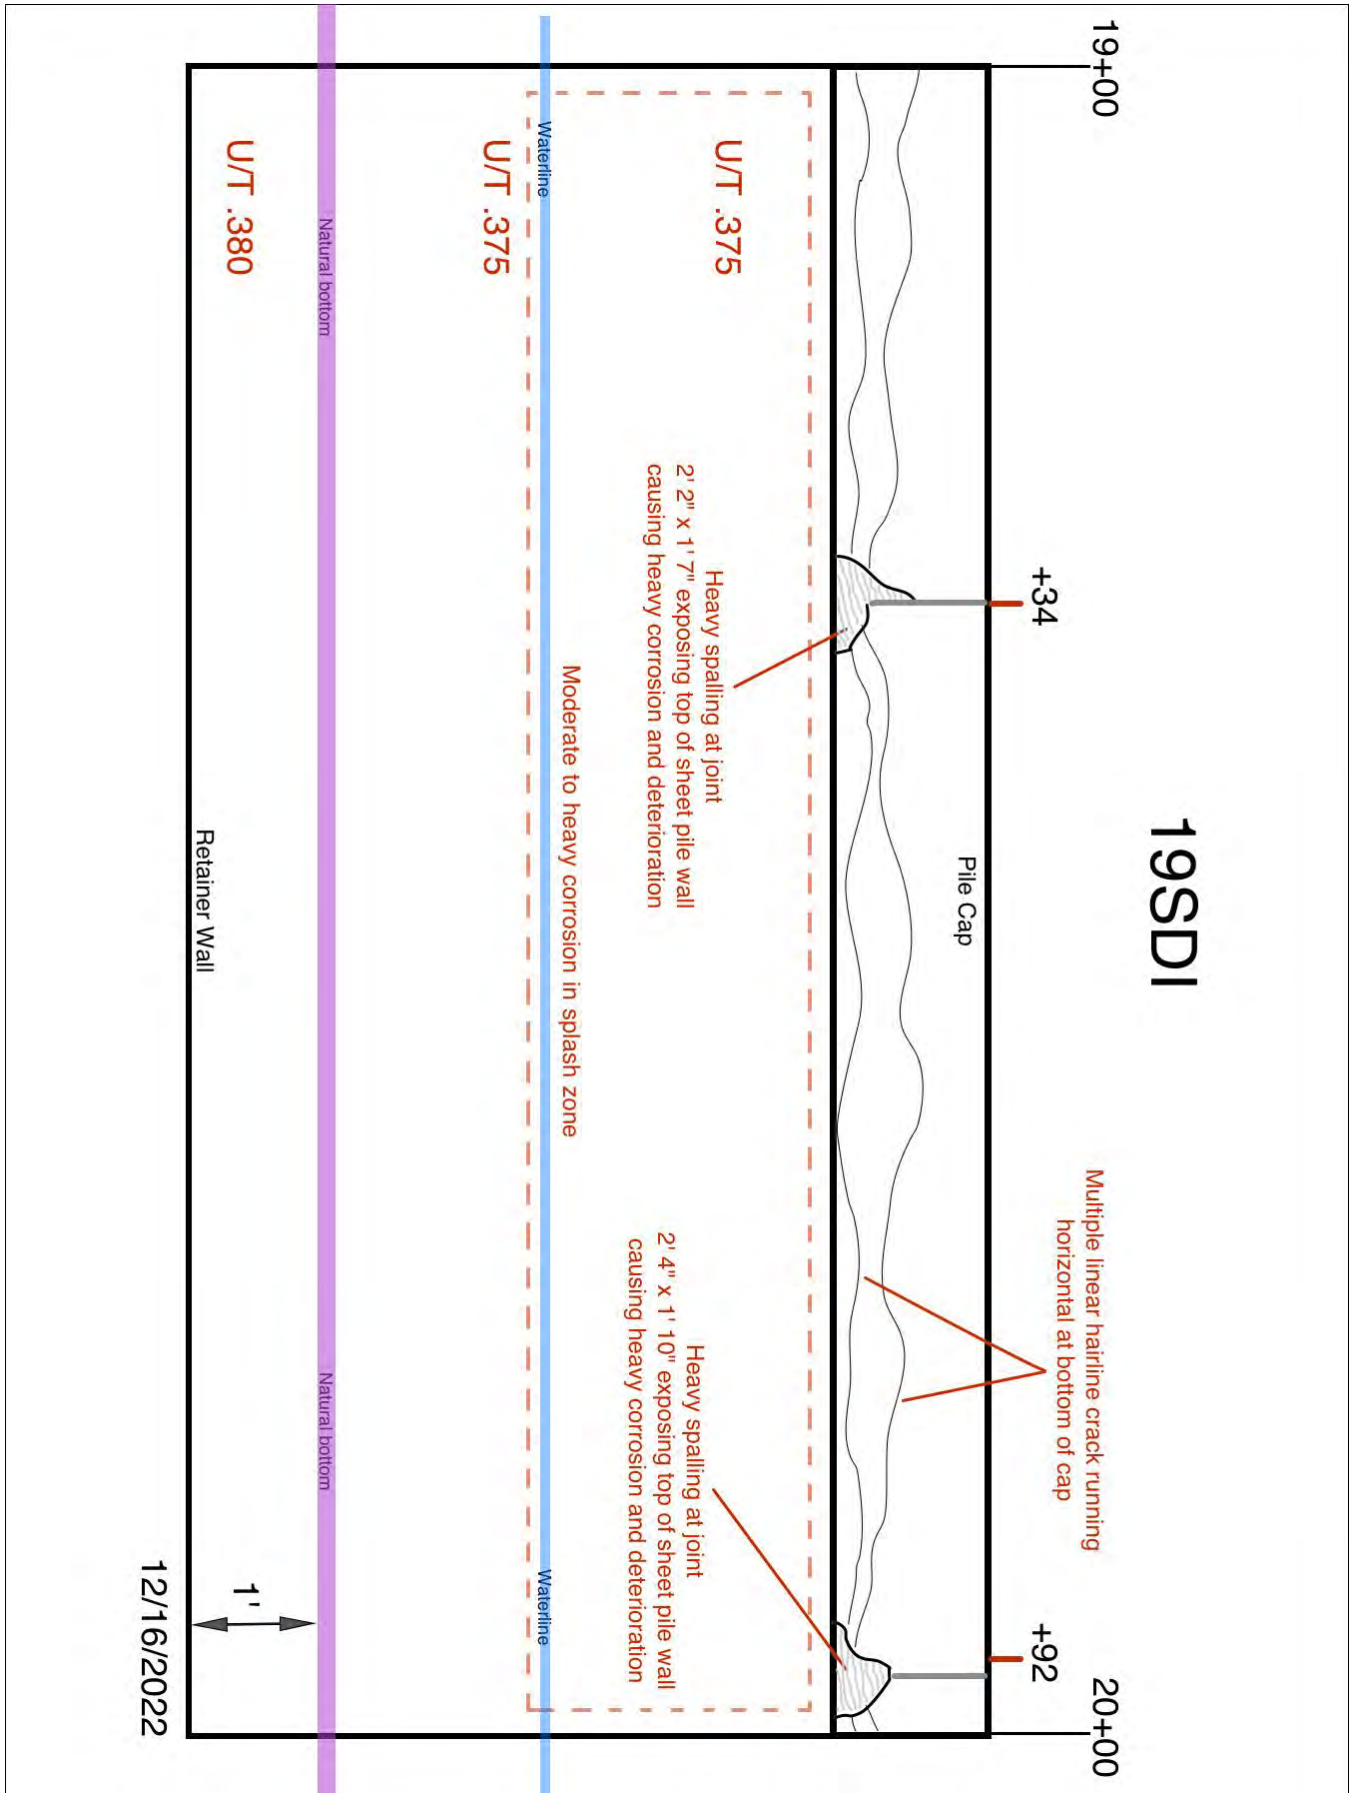 19SDI
19+00
+34
+92
20+00
Multiple linear hairline crack running
horizontal at bottom of cap
Pile Cap
U/T .375
Heavy spalling at joint
2' 2" x 1' 7" exposing top of sheet pile wall
causing heavy corrosion and deterioration
Heavy spalling at joint
2' 4" x 1' 10" exposing top of sheet pile wall
causing heavy corrosion and deterioration
Moderate to heavy corrosion in splash zone
Waterline
Waterline
U/T .375
Natural bottom
Natural bottom
U/T .380
1'
Retainer Wall
12/16/2022